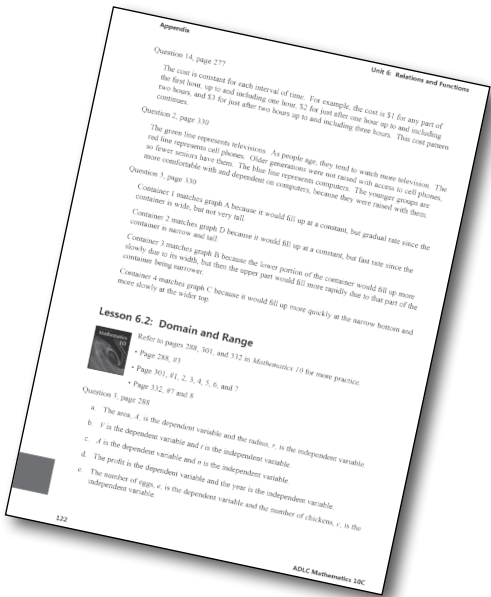 Appendix
Unit 6: Relations and Functions
Question 14, page 277
The cost is constant for each interval of time. For example, the cost is $1 for any part of
the first hour, up to and including one hour, $2 for just after one hour up to and including
two hours, and $3 for just after two hours up to and including three hours. This cost pattern
continues.
Question 2, page 330
The green line represents televisions. As people age, they tend to watch more television. The
red line represents cell phones. Older generations were not raised with access to cell phones,
so fewer seniors have them. The blue line represents computers. The younger groups are
more comfortable with and dependent on computers, because they were raised with them.
Question 3, page 330
Container 1 matches graph A because it would fill up at a constant, but gradual rate since the
container is wide, but not very tall.
Container 2 matches graph D because it would fill up at a constant, but fast rate since the
container is narrow and tall.
Container 3 matches graph B because the lower portion of the container would fill up more
slowly due to its width, but then the upper part would fill more rapidly due to that part of the
container being narrower.
Container 4 matches graph C because it would fill up more quickly at the narrow bottom and
more slowly at the wider top.
Lesson 6.2: Domain and Range
Mathematics
10
Refer to pages 288, 301, and 332 in Mathematics 10 for more practice.
• Page 288, #3
• Page 301, #1, 2, 3, 4, 5, 6, and 7
• Page 332, #7 and 8
Question 3, page 288
a. The area, A, is the dependent variable and the radius, r, is the independent variable.
b. F is the dependent variable and t is the independent variable.
c. A is the dependent variable and n is the independent variable.
d. The profit is the dependent variable and the year is the independent variable.
e. The number of eggs, e, is the dependent variable and the number of chickens, c, is the
independent variable.
122
ADLC Mathematics 10C